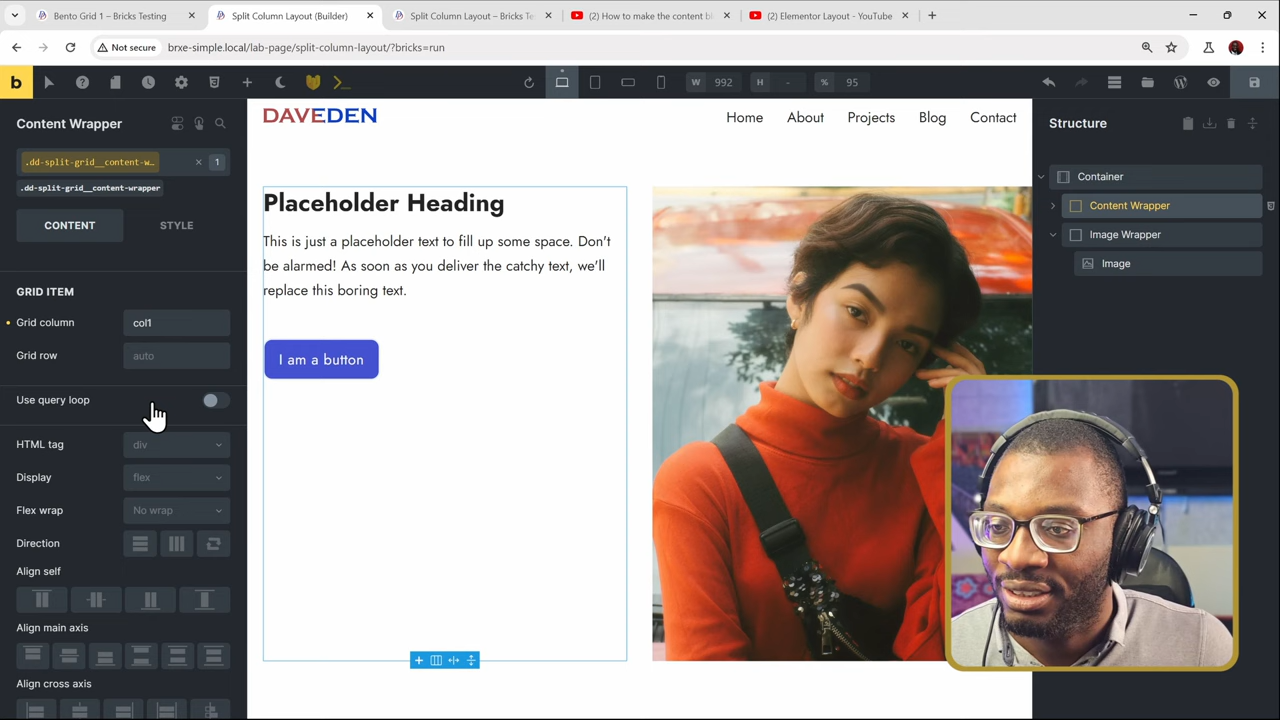 Bento Grid 1 – Bricks Testing
Split Column Layout (Builder)
Split Column Layout – Bricks Te
(2) How to make the content bl
(2) Elementor Layout - YouTube
Not secure
brxe-simple.local/lab-page/split-column-layout/?bricks=run
b
W 992 H - % 95
Content Wrapper
.dd-split-grid__content-w… × 1
.dd-split-grid__content-wrapper
CONTENT STYLE
GRID ITEM
Grid column col1
Grid row auto
Use query loop
HTML tag div
Display flex
Flex wrap No wrap
Direction
Align self
Align main axis
Align cross axis
DAVEDEN
Home About Projects Blog Contact
Placeholder Heading
This is just a placeholder text to fill up some space. Don't
be alarmed! As soon as you deliver the catchy text, we'll
replace this boring text.
I am a button
Structure
Container
Content Wrapper
Image Wrapper
Image